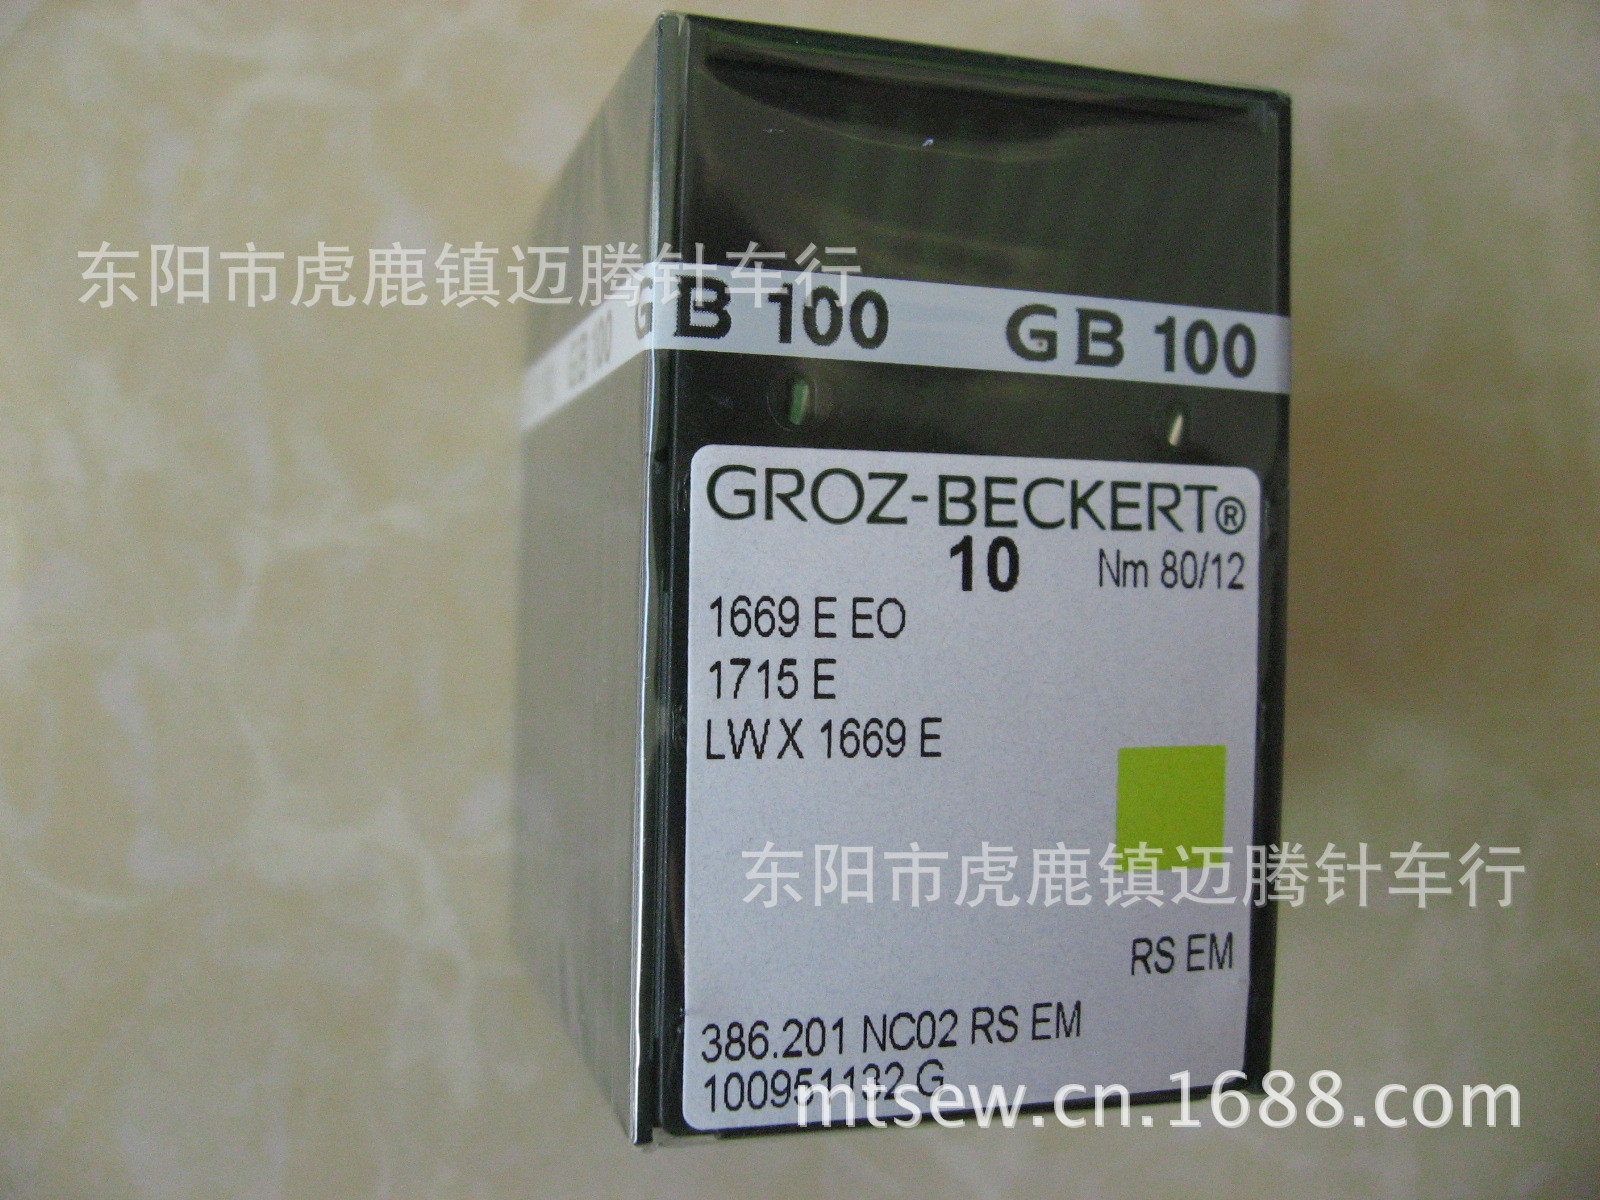 东阳市虎鹿镇迈腾针车行
GB 100 GB 100 GB 100
GROZ-BECKERT®
10 Nm 80/12
1669 E EO
1715 E
LWX 1669 E
东阳市虎鹿镇迈腾针车行
RS EM
386.201 NC02 RS EM
100951132 G
mtsew.cn.1688.com